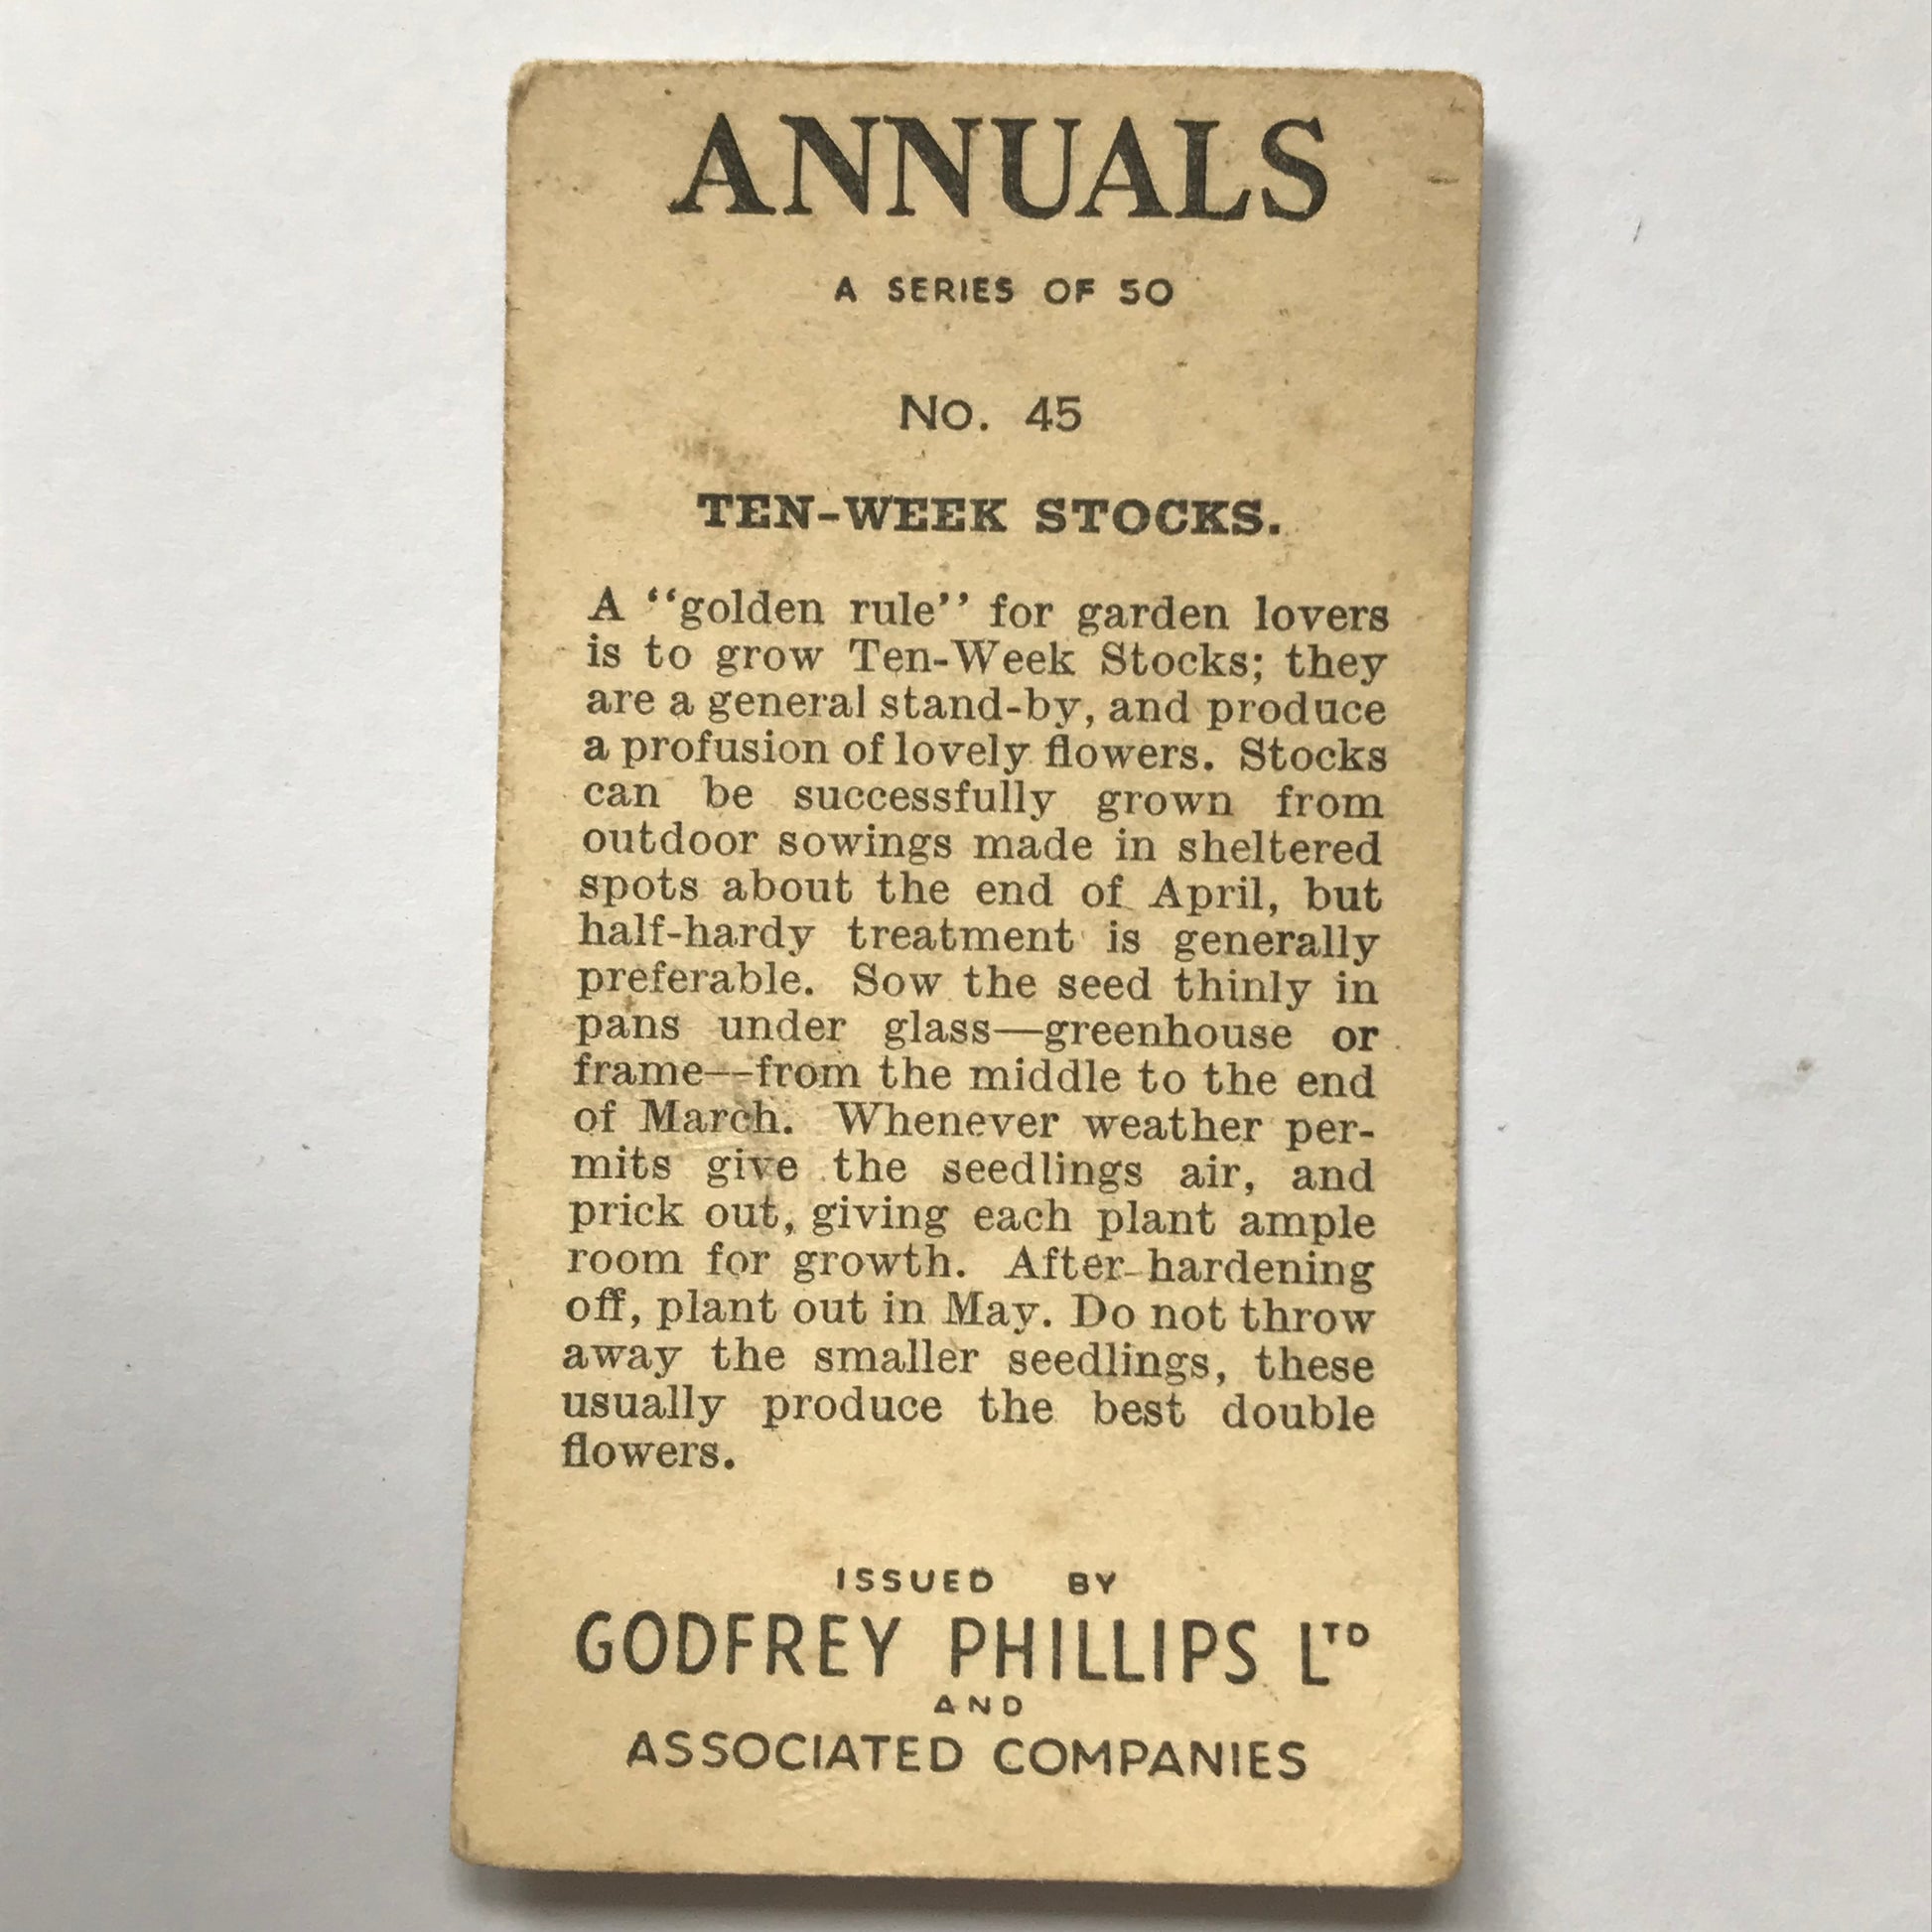 ANNUALS
A SERIES OF 50
No. 45
TEN-WEEK STOCKS.
A “golden rule” for garden lovers
is to grow Ten-Week Stocks; they
are a general stand-by, and produce
a profusion of lovely flowers. Stocks
can be successfully grown from
outdoor sowings made in sheltered
spots about the end of April, but
half-hardy treatment is generally
preferable. Sow the seed thinly in
pans under glass—greenhouse or
frame—from the middle to the end
of March. Whenever weather per-
mits give the seedlings air, and
prick out, giving each plant ample
room for growth. After hardening
off, plant out in May. Do not throw
away the smaller seedlings, these
usually produce the best double
flowers.
ISSUED BY
GODFREY PHILLIPS LTD
AND
ASSOCIATED COMPANIES